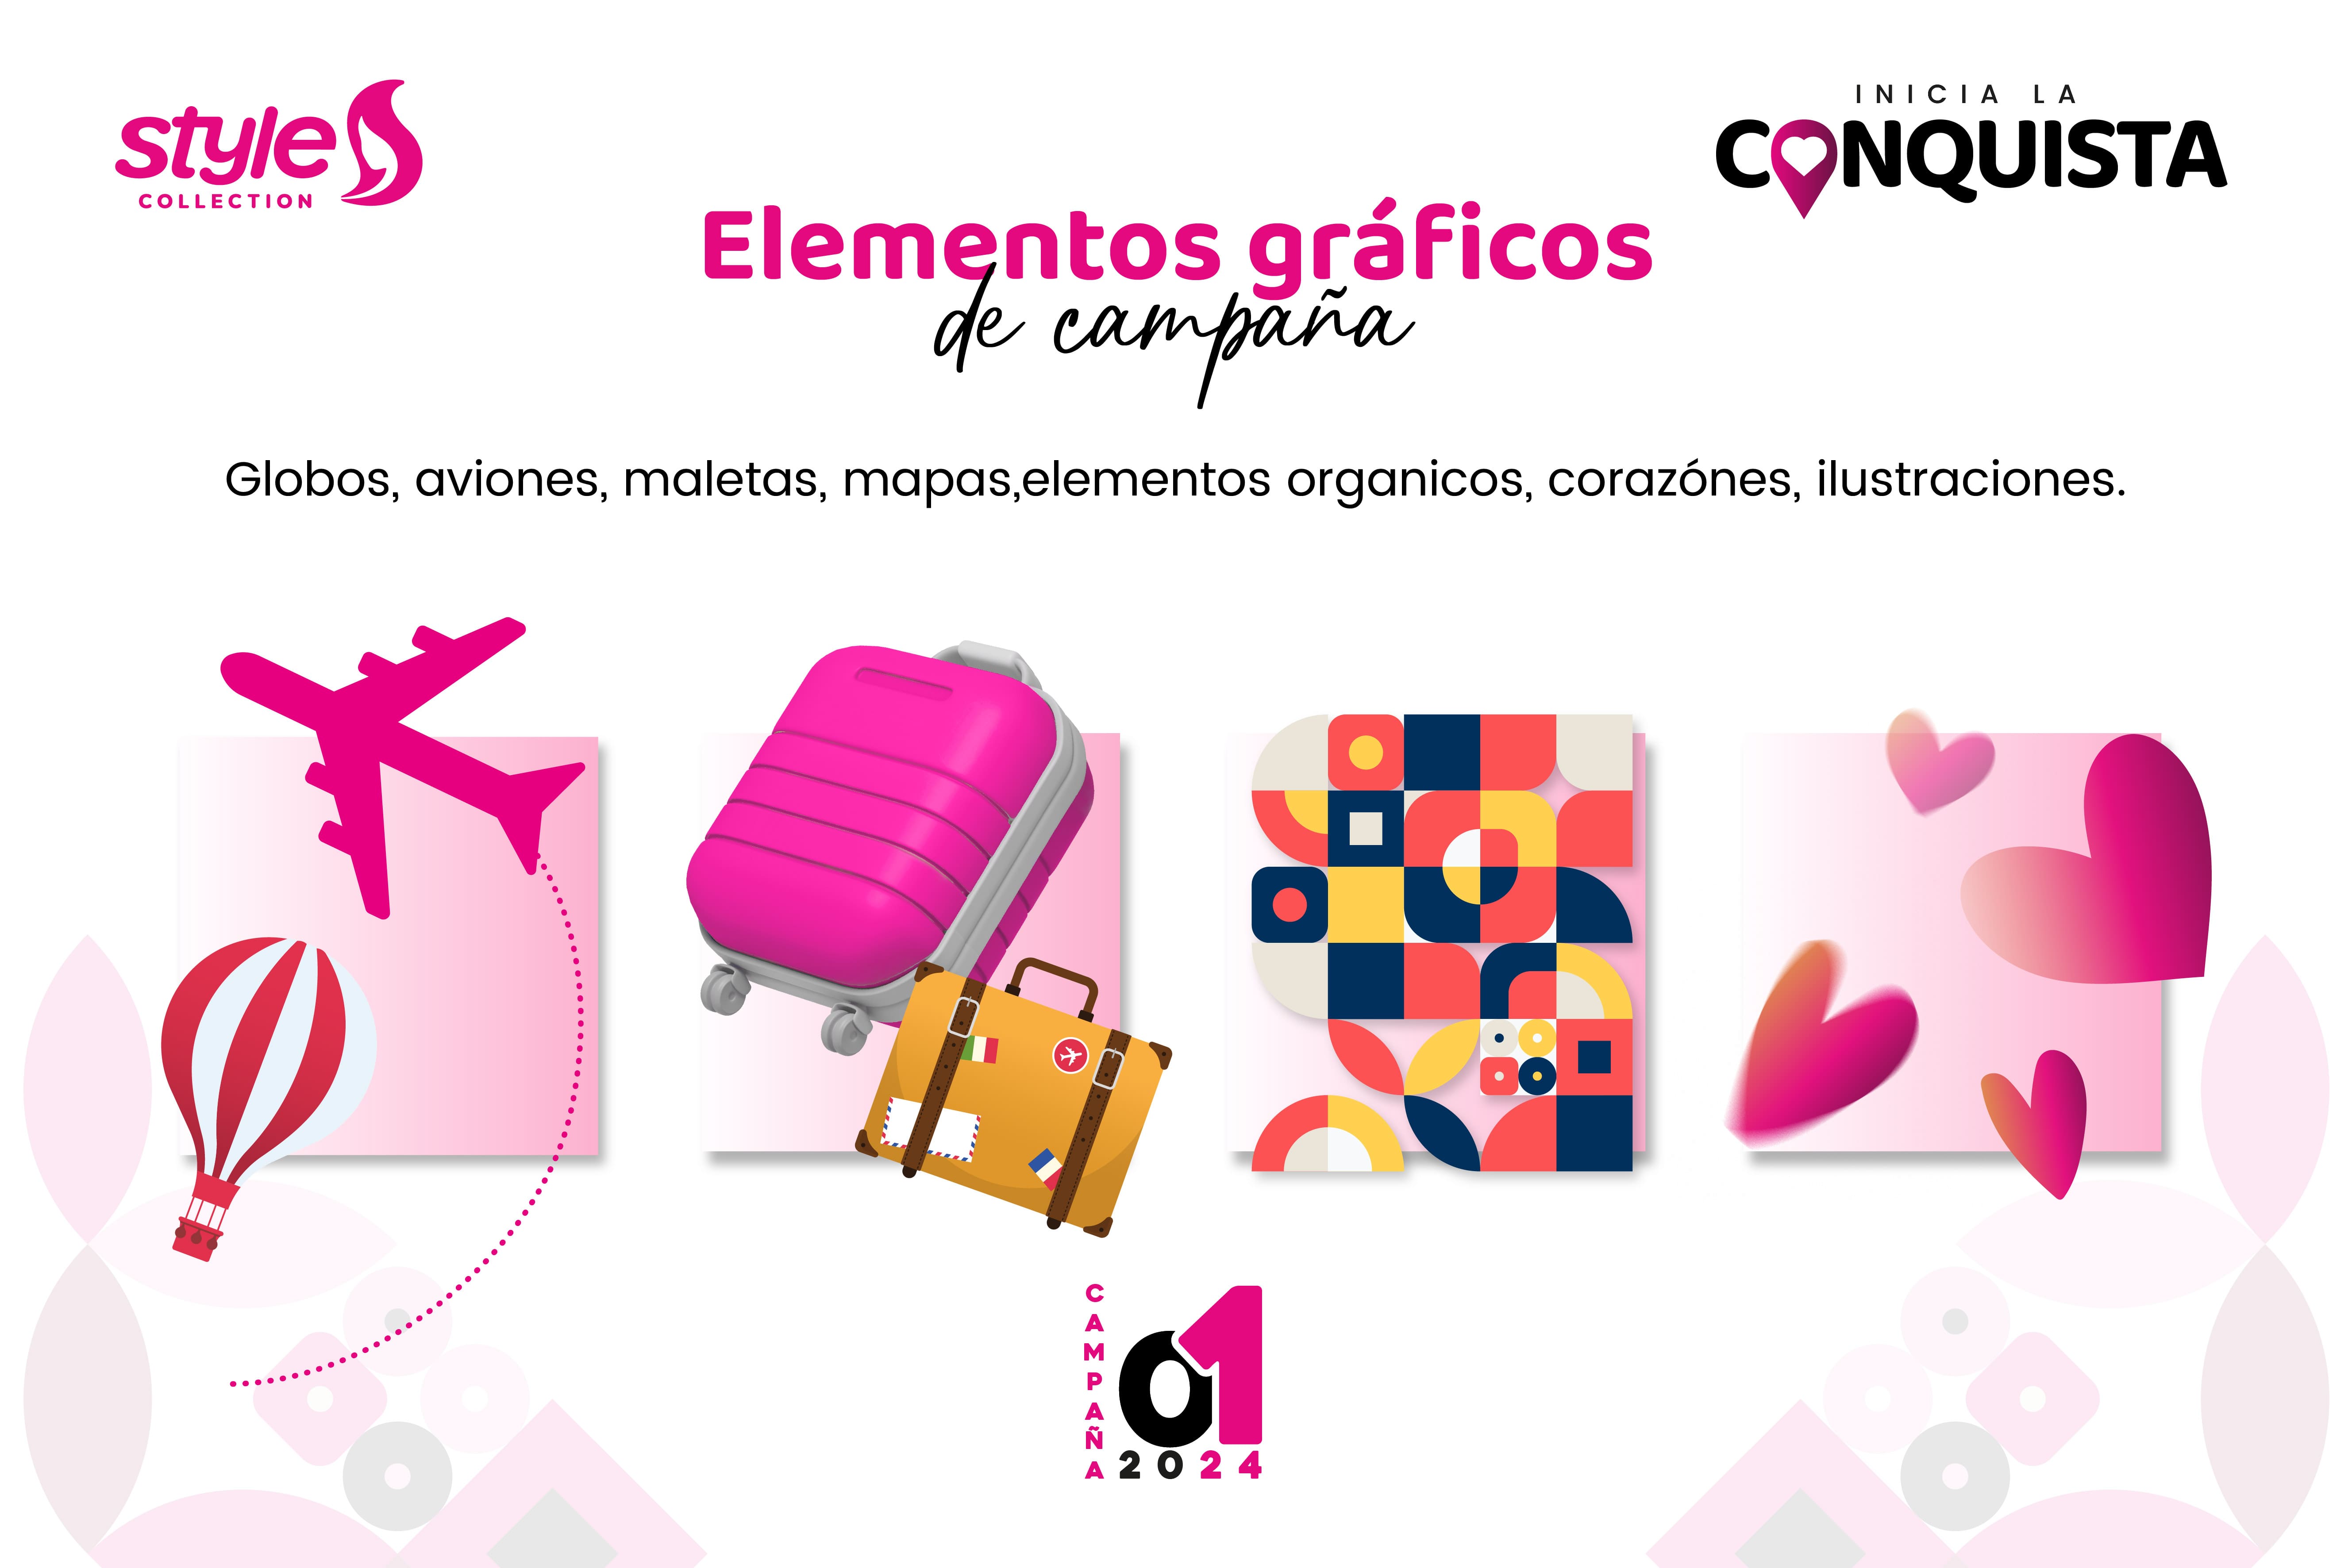 style
COLLECTION
INICIA LA
CONQUISTA
Elementos gráficos
de campaña
Globos, aviones, maletas, mapas,elementos organicos, corazónes, ilustraciones.
CAMPAÑA
01
2024